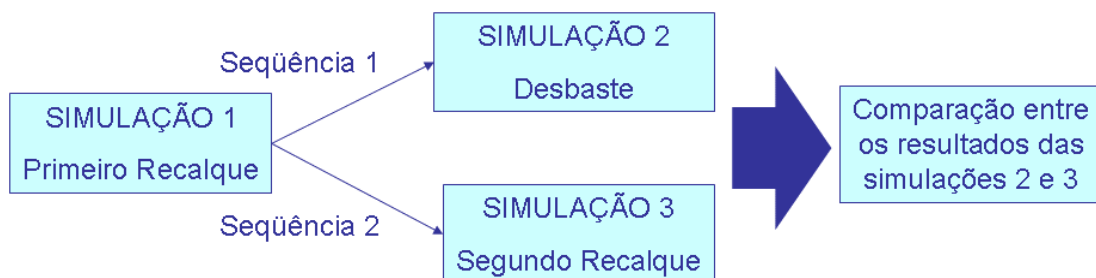 SIMULAÇÃO 1
Primeiro Recalque
Seqüência 1
Seqüência 2
SIMULAÇÃO 2
Desbaste
SIMULAÇÃO 3
Segundo Recalque
Comparação entre
os resultados das
simulações 2 e 3